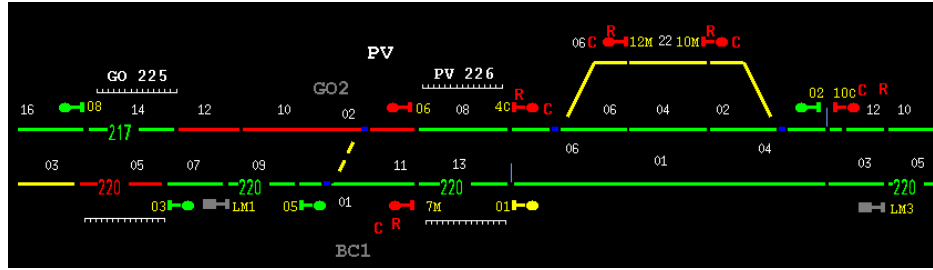 R R
06 C 12M 22 10M C
PV
GO 225 PV 226
GO2 R 02 10C C R
16 08 14 12 10 02 06 08 4C C 06 04 02 12 10
217
03 05 07 09 11 13 06 01 04 03 05
220 220 220 220
03 LM1 05 01 R 7M 01 LM3
C
BC1